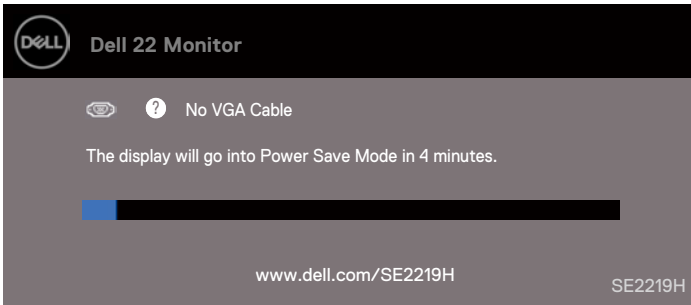 DELL
Dell 22 Monitor
? No VGA Cable
The display will go into Power Save Mode in 4 minutes.
www.dell.com/SE2219H
SE2219H